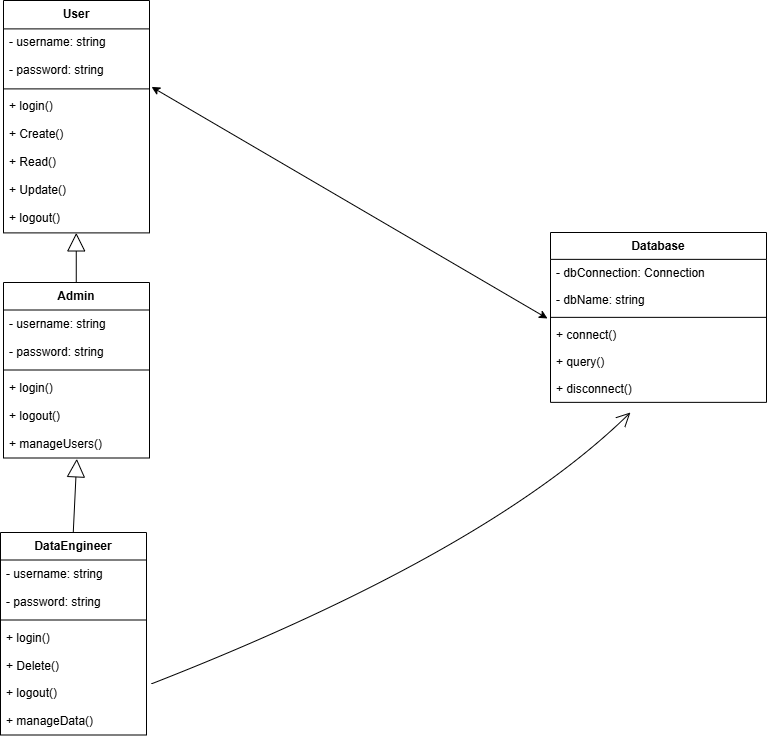 User
- username: string
- password: string
+ login()
+ Create()
+ Read()
+ Update()
+ logout()
Admin
- username: string
- password: string
+ login()
+ logout()
+ manageUsers()
DataEngineer
- username: string
- password: string
+ login()
+ Delete()
+ logout()
+ manageData()
Database
- dbConnection: Connection
- dbName: string
+ connect()
+ query()
+ disconnect()